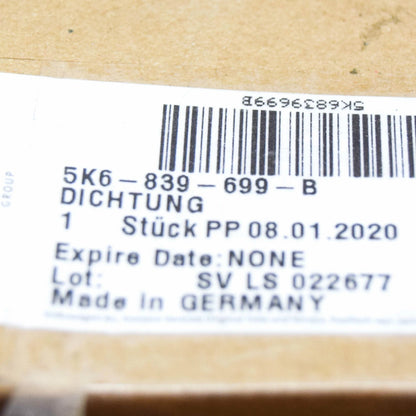 5K6839699B
5K6-839-699-B
DICHTUNG
1 Stück PP 08.01.2020
Expire Date: NONE
Lot: SV LS 022677
Made In GERMANY
GROUP